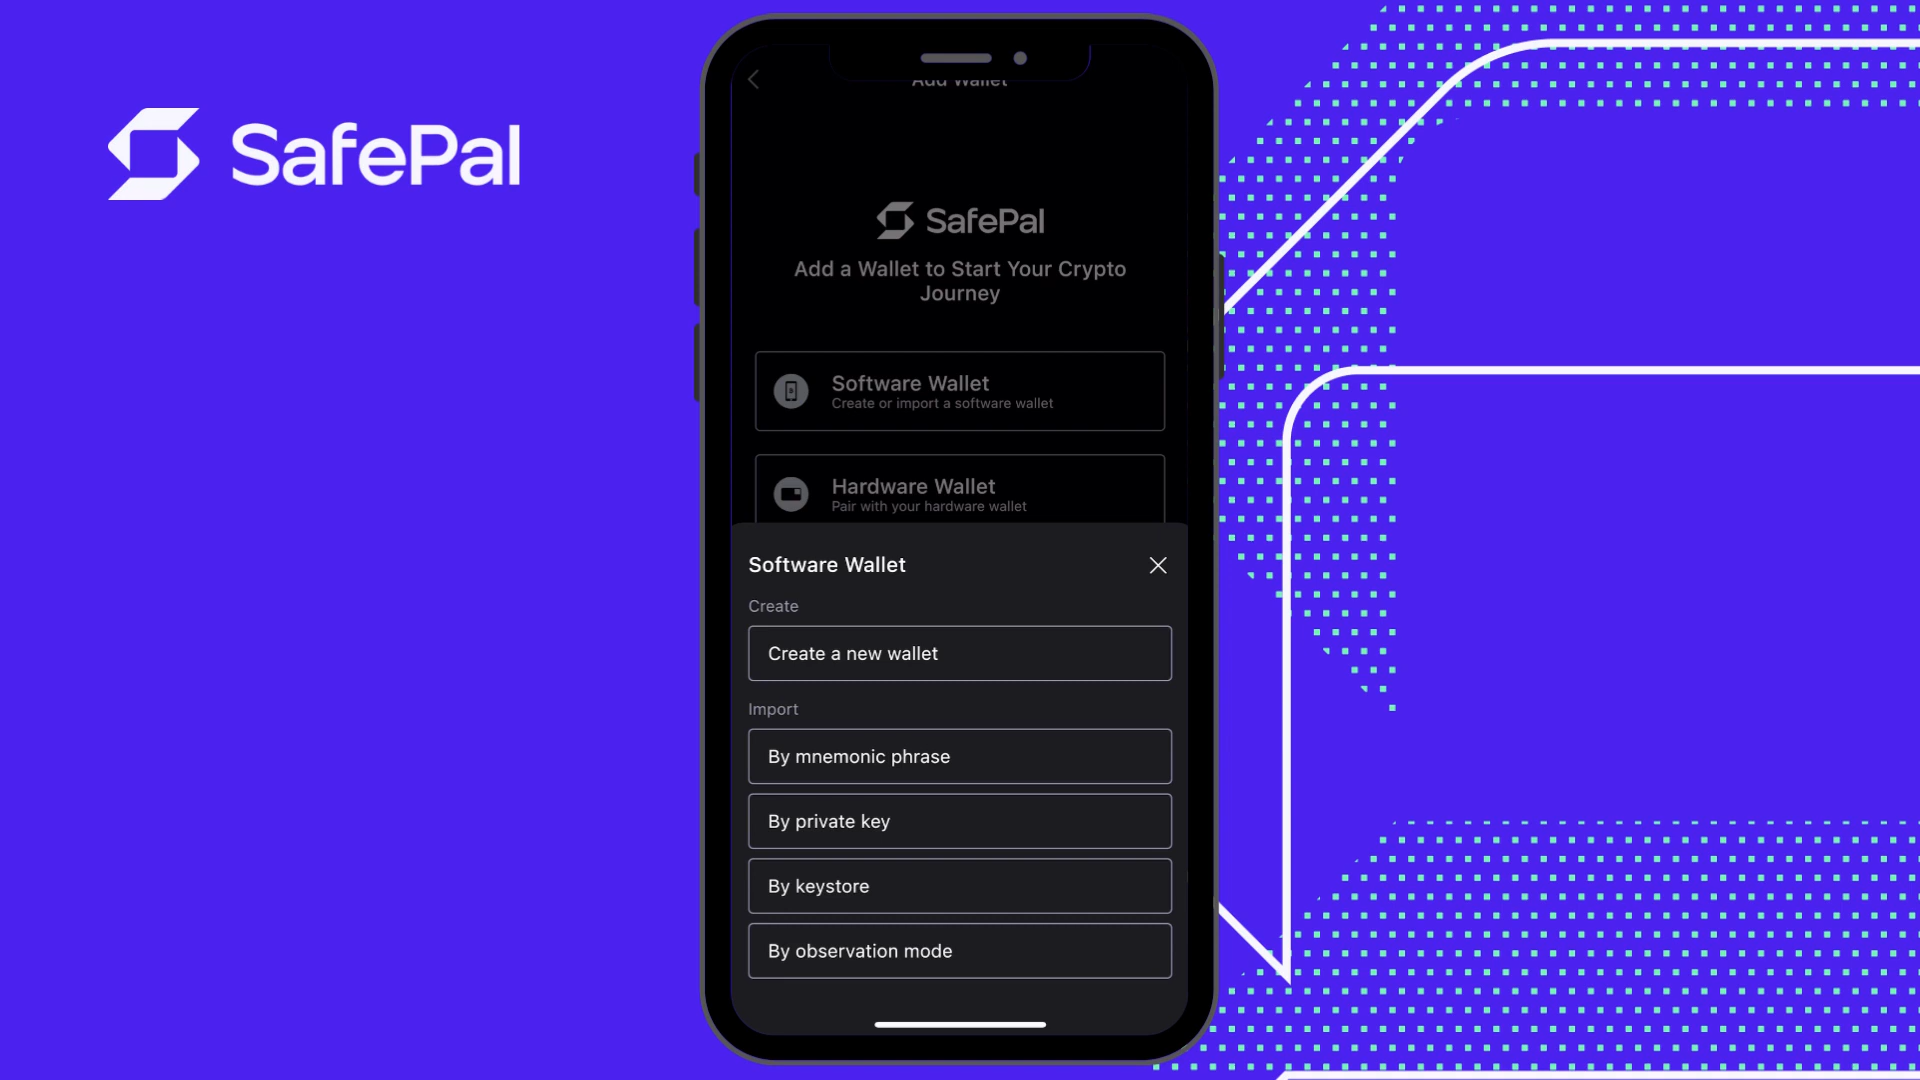 SafePal
Add Wallet
SafePal
Add a Wallet to Start Your Crypto
Journey
Software Wallet
Create or import a software wallet
Hardware Wallet
Pair with your hardware wallet
Software Wallet
Create
Create a new wallet
Import
By mnemonic phrase
By private key
By keystore
By observation mode